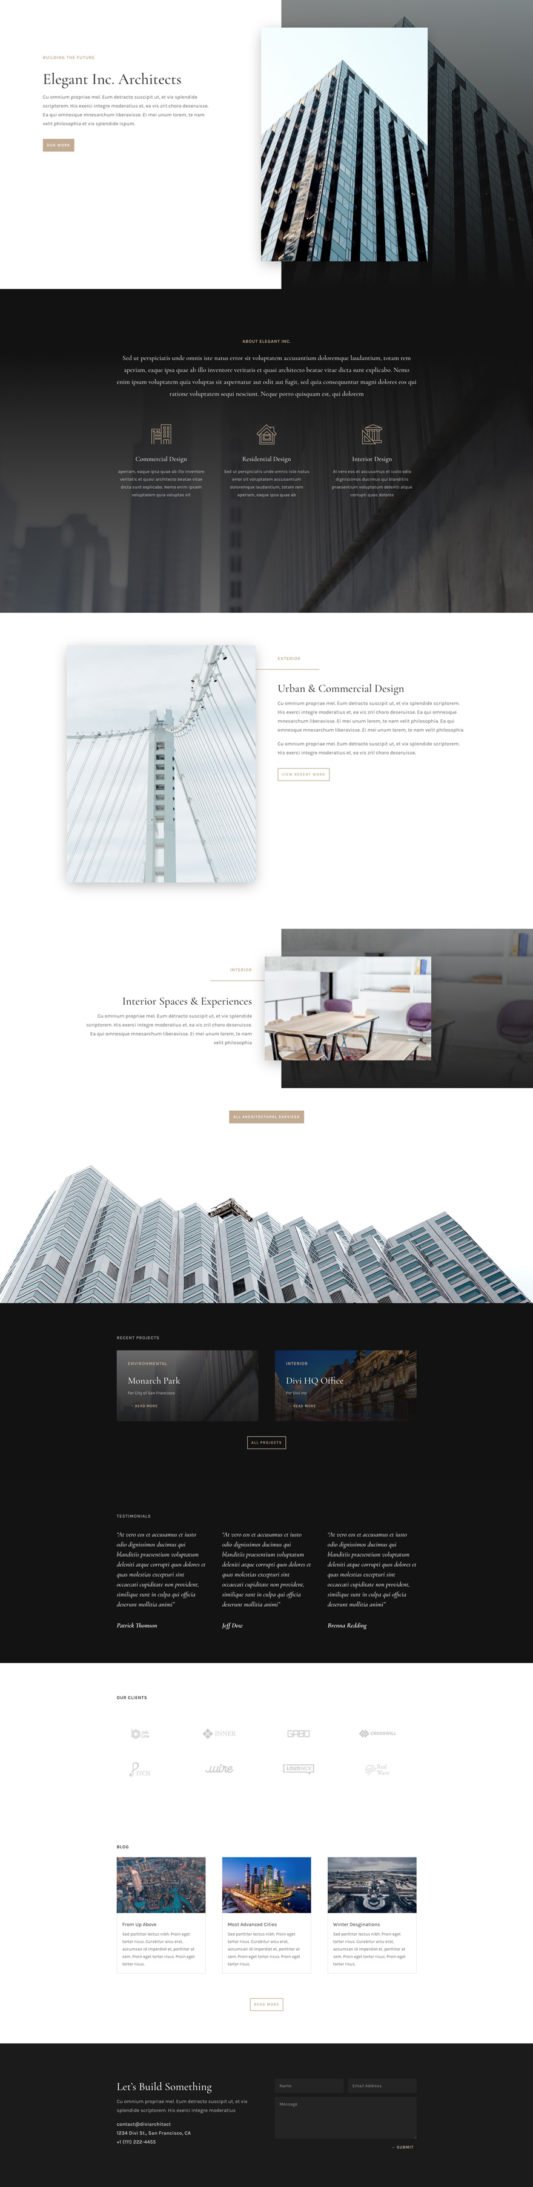 BUILDING THE FUTURE
Elegant Inc. Architects
Cu omnium propriae mel. Eum detracto suscipit ut, et vis splendide
scriptorem. His exerci integre moderatius et, ea vis zril choro deseruisse.
Ea qui omnesque mnesarchum liberavisse. Ei mei unum lorem, te nam
velit philosophia et vis splendide ispum.
OUR WORK
ABOUT ELEGANT INC.
Sed ut perspiciatis unde omnis iste natus error sit voluptatem accusantium doloremque laudantium, totam rem
aperiam, eaque ipsa quae ab illo inventore veritatis et quasi architecto beatae vitae dicta sunt explicabo. Nemo
enim ipsam voluptatem quia voluptas sit aspernatur aut odit aut fugit, sed quia consequuntur magni dolores eos qui
ratione voluptatem sequi nesciunt. Neque porro quisquam est, qui dolorem
Commercial Design
aperiam, eaque ipsa quae ab illo inventore
veritatis et quasi architecto beatae vitae
dicta sunt explicabo. Nemo enim ipsam
voluptatem quia voluptas sit
Residential Design
Sed ut perspiciatis unde omnis iste natus
error sit voluptatem accusantium
doloremque laudantium, totam rem
aperiam, eaque ipsa quae ab
Interior Design
At vero eos et accusamus et iusto odio
dignissimos ducimus qui blanditiis
praesentium voluptatum deleniti atque
corrupti quos dolores
EXTERIOR
Urban & Commercial Design
Cu omnium propriae mel. Eum detracto suscipit ut, et vis splendide scriptorem.
His exerci integre moderatius et, ea vis zril choro deseruisse. Ea qui omnesque
mnesarchum liberavisse. Ei mei unum lorem, te nam velit philosophia. Ea qui
omnesque mnesarchum liberavisse. Ei mei unum lorem, te nam velit philosophia
Cu omnium propriae mel. Eum detracto suscipit ut, et vis splendide scriptorem.
His exerci integre moderatius et, ea vis zril choro deseruisse.
VIEW RECENT WORK
INTERIOR
Interior Spaces & Experiences
Cu omnium propriae mel. Eum detracto suscipit ut, et vis splendide
scriptorem. His exerci integre moderatius et, ea vis zril choro deseruisse.
Ea qui omnesque mnesarchum liberavisse. Ei mei unum lorem, te nam
velit philosophia
ALL ARCHITECTURAL SERVICES
RECENT PROJECTS
ENVIRONMENTAL
Monarch Park
For City of San Francisco
→ READ MORE
INTERIOR
Divi HQ Office
For Divi Inc
→ READ MORE
ALL PROJECTS
TESTIMONIALS
"At vero eos et accusamus et iusto
odio dignissimos ducimus qui
blanditiis praesentium voluptatum
deleniti atque corrupti quos dolores et
quas molestias excepturi sint
occaecati cupiditate non provident,
similique sunt in culpa qui officia
deserunt mollitia animi"
Patrick Thomson
"At vero eos et accusamus et iusto
odio dignissimos ducimus qui
blanditiis praesentium voluptatum
deleniti atque corrupti quos dolores et
quas molestias excepturi sint
occaecati cupiditate non provident,
similique sunt in culpa qui officia
deserunt mollitia animi"
Jeff Dow
"At vero eos et accusamus et iusto
odio dignissimos ducimus qui
blanditiis praesentium voluptatum
deleniti atque corrupti quos dolores et
quas molestias excepturi sint
occaecati cupiditate non provident,
similique sunt in culpa qui officia
deserunt mollitia animi"
Brenna Redding
OUR CLIENTS
INNER
GABO
CROSSWILL
wire
BLOG
From Up Above
Sed porttitor lectus nibh. Proin eget
tortor risus. Curabitur arcu erat,
accumsan id imperdiet et, porttitor at
sem. Proin eget tortor risus. Proin eget
tortor risus.
Most Advanced Cities
Sed porttitor lectus nibh. Proin eget
tortor risus. Curabitur arcu erat,
accumsan id imperdiet et, porttitor at
sem. Proin eget tortor risus. Proin eget
tortor risus.
Winter Desginations
Sed porttitor lectus nibh. Proin eget
tortor risus. Curabitur arcu erat,
accumsan id imperdiet et, porttitor at
sem. Proin eget tortor risus. Proin eget
tortor risus.
READ MORE
Let's Build Something
Cu omnium propriae mel. Eum detracto suscipit ut, et vis
splendide scriptorem. His exerci integre moderatius
contact@diviarchitect
1234 Divi St., San Francisco, CA
+1 (111) 222-4455
Name
Email Address
Message
→ SUBMIT